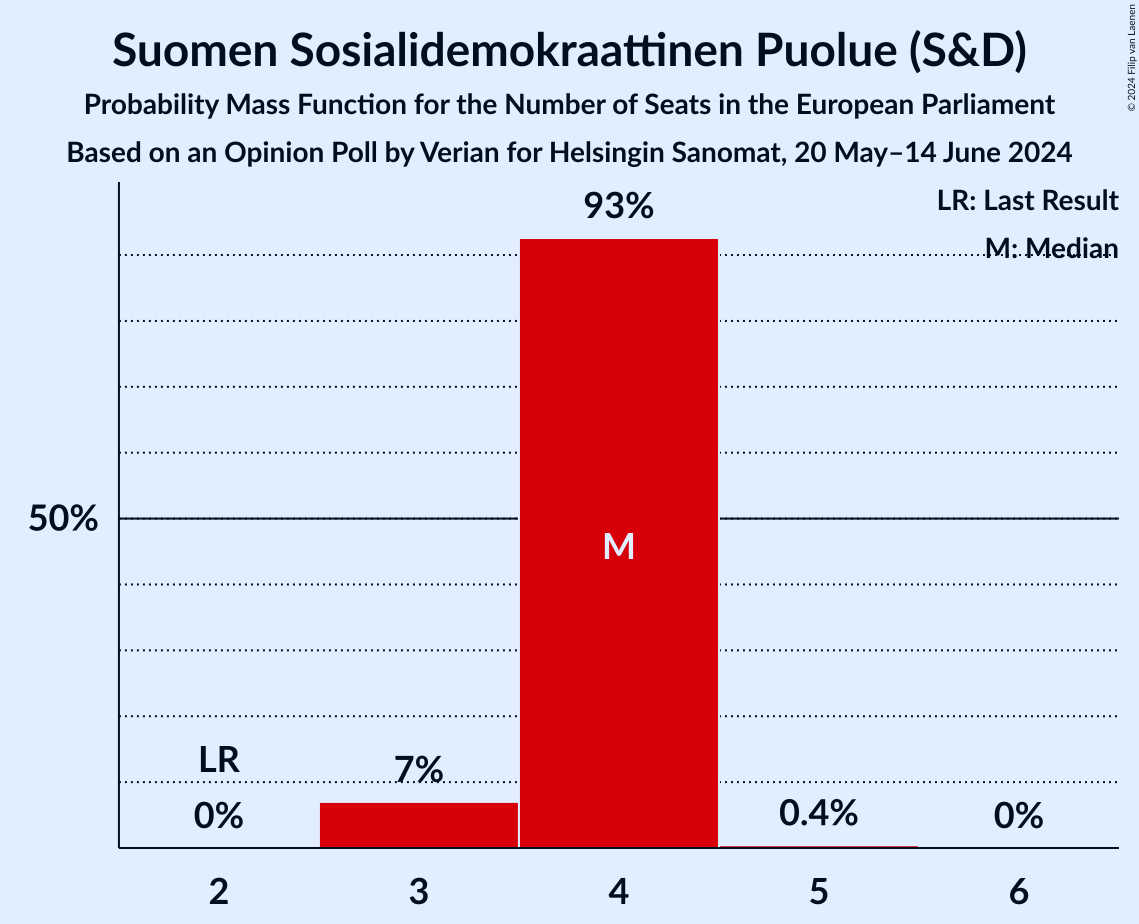 Suomen Sosialidemokraattinen Puolue (S&D)
Probability Mass Function for the Number of Seats in the European Parliament
Based on an Opinion Poll by Verian for Helsingin Sanomat, 20 May–14 June 2024
© 2024 Filip van Laenen
LR: Last Result
M: Median
93%
50%
M
LR
7%
0%
0.4%
0%
2 3 4 5 6